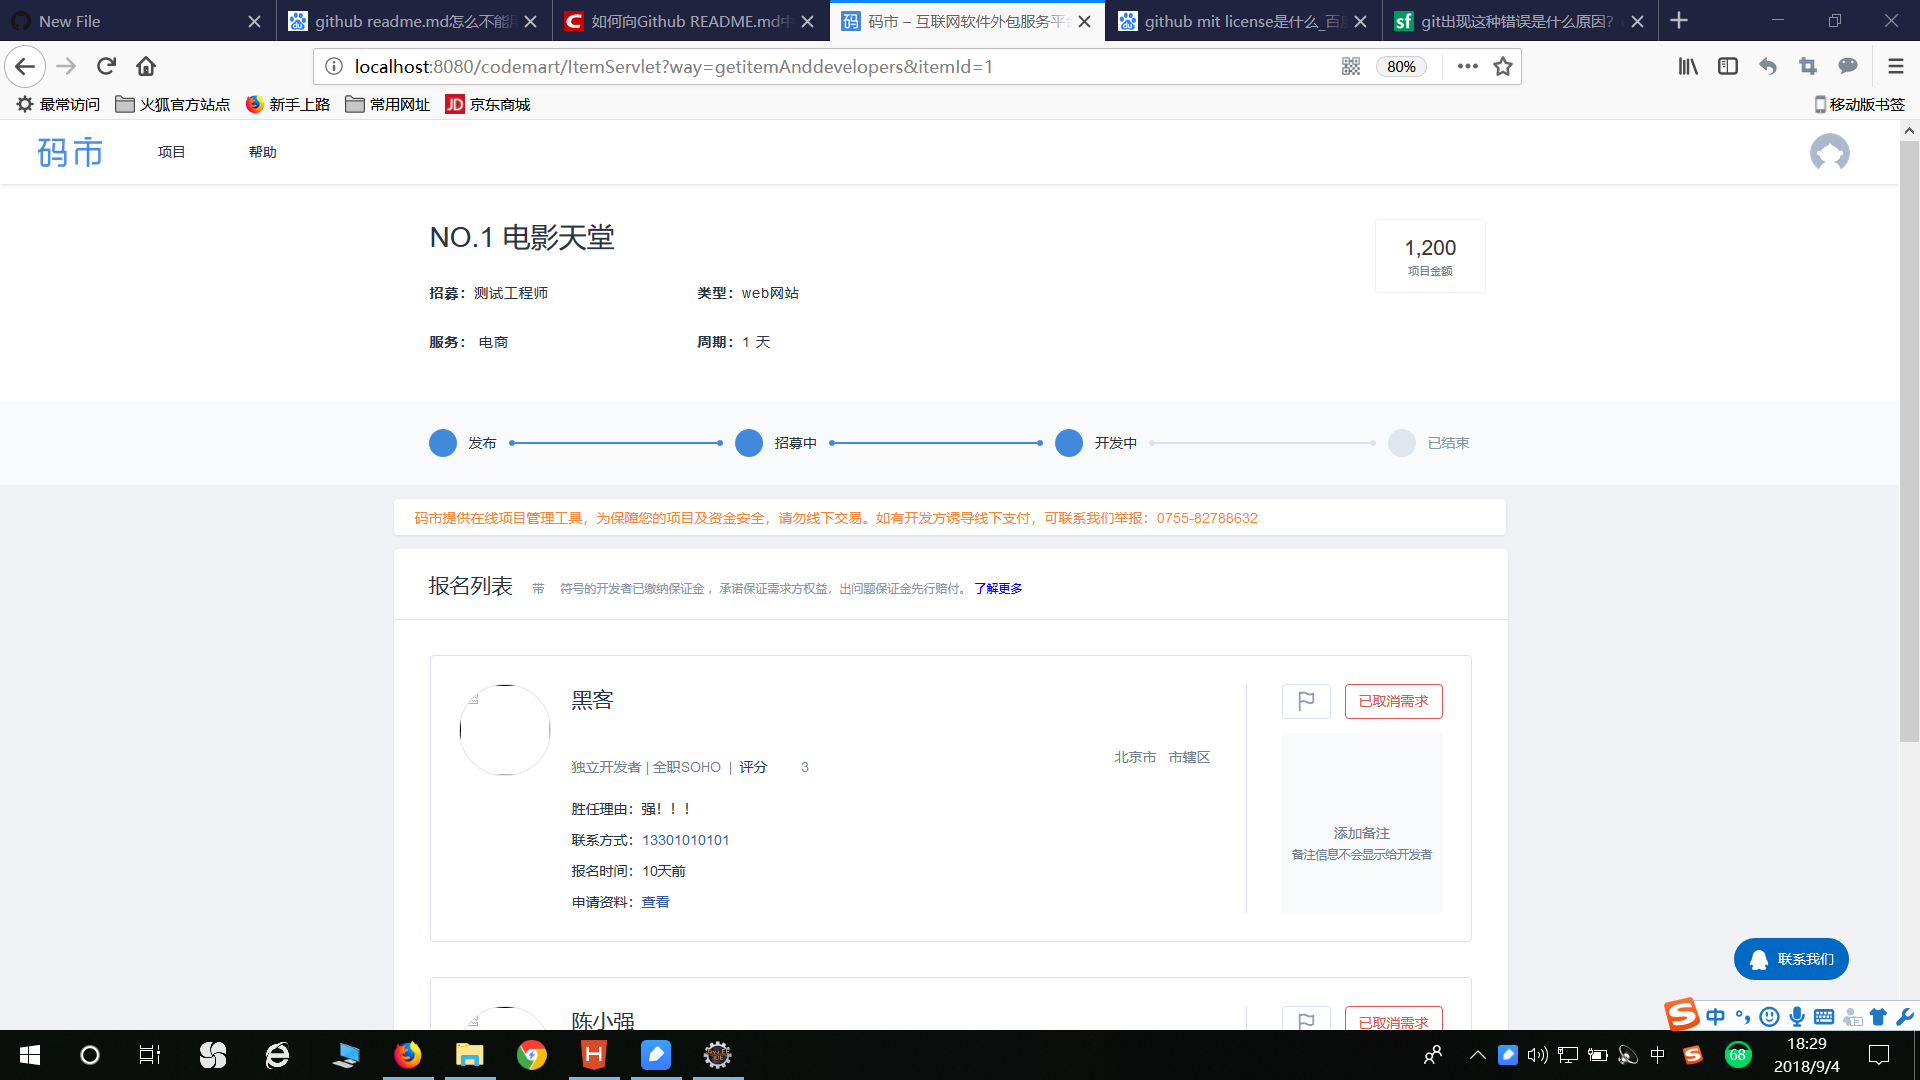 New File
github readme.md怎么不能
如何向Github README.md中
码市 – 互联网软件外包服务平
github mit license是什么_百
git出现这种错误是什么原因?
localhost:8080/codemart/ItemServlet?way=getitemAnddevelopers&itemId=1
80%
最常访问 火狐官方站点 新手上路 常用网址 JD 京东商城 移动版书签
码市 项目 帮助
NO.1 电影天堂
1,200
项目金额
招募：测试工程师 类型：web网站
服务： 电商 周期：1 天
发布 招募中 开发中 已结束
码市提供在线项目管理工具，为保障您的项目及资金安全，请勿线下交易。如有开发方诱导线下支付，可联系我们举报：0755-82788632
报名列表 带 符号的开发者已缴纳保证金 ，承诺保证需求方权益，出问题保证金先行赔付。 了解更多
黑客
已取消需求
独立开发者 | 全职SOHO | 评分 3
北京市 市辖区
胜任理由：强！！！
联系方式：13301010101
报名时间：10天前
申请资料：查看
添加备注
备注信息不会显示给开发者
联系我们
陈小强
已取消需求
中
中
68
18:29
2018/9/4